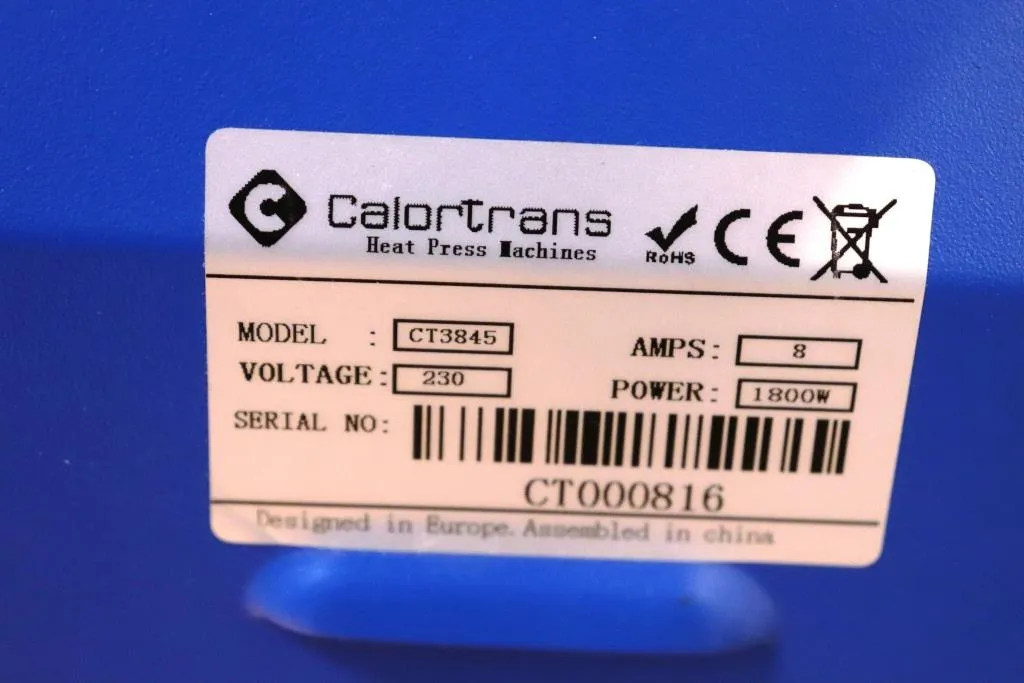 Calortrans
Heat Press Machines
RoHS
CE
MODEL : CT3845
AMPS: 8
VOLTAGE: 230
POWER: 1800W
SERIAL NO:
CT000816
Designed in Europe. Assembled in china